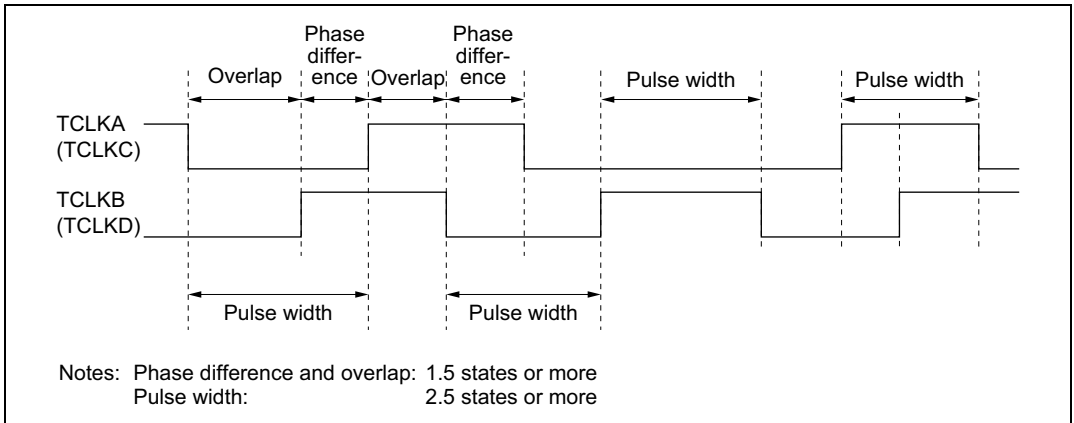 Phase
differ-
ence
Phase
differ-
ence
Overlap
Overlap
Pulse width
Pulse width
TCLKA
(TCLKC)
TCLKB
(TCLKD)
Pulse width
Pulse width
Notes: Phase difference and overlap: 1.5 states or more
Pulse width: 2.5 states or more